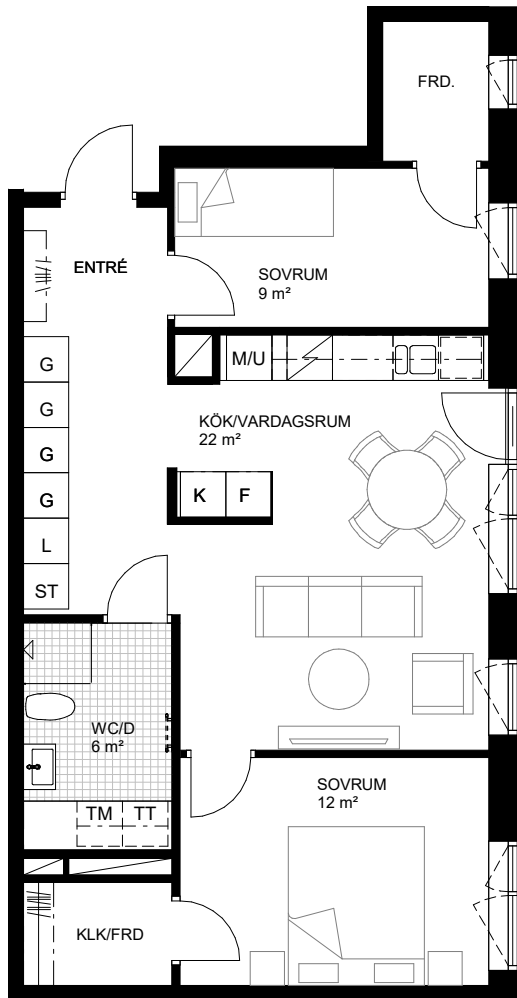 FRD.
ENTRÉ
SOVRUM
9 m²
M/U
G
G
G
G
L
ST
KÖK/VARDAGSRUM
22 m²
K F
WC/D
6 m²
TM TT
SOVRUM
12 m²
KLK/FRD